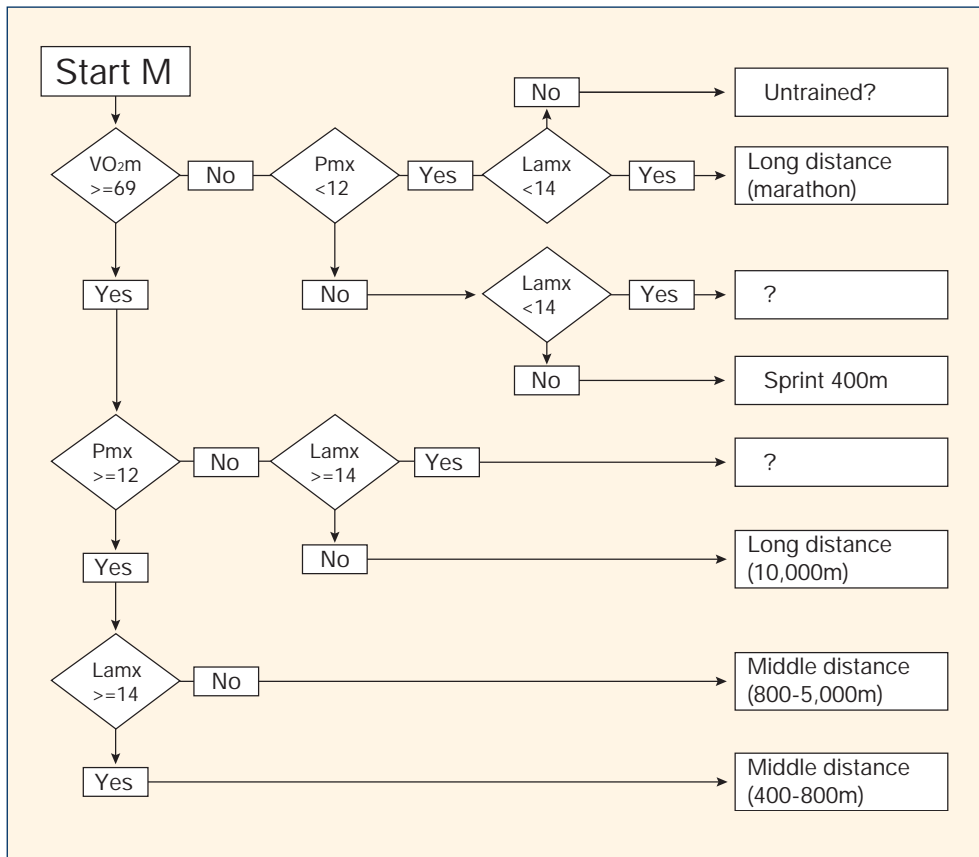 Start M
No
Untrained?
VO₂m
>=69
No
Pmx
<12
Yes
Lamx
<14
Yes
Long distance
(marathon)
Yes
No
Lamx
<14
Yes
?
No
Sprint 400m
Pmx
>=12
No
Lamx
>=14
Yes
?
Yes
No
Long distance
(10,000m)
Lamx
>=14
No
Middle distance
(800-5,000m)
Yes
Middle distance
(400-800m)